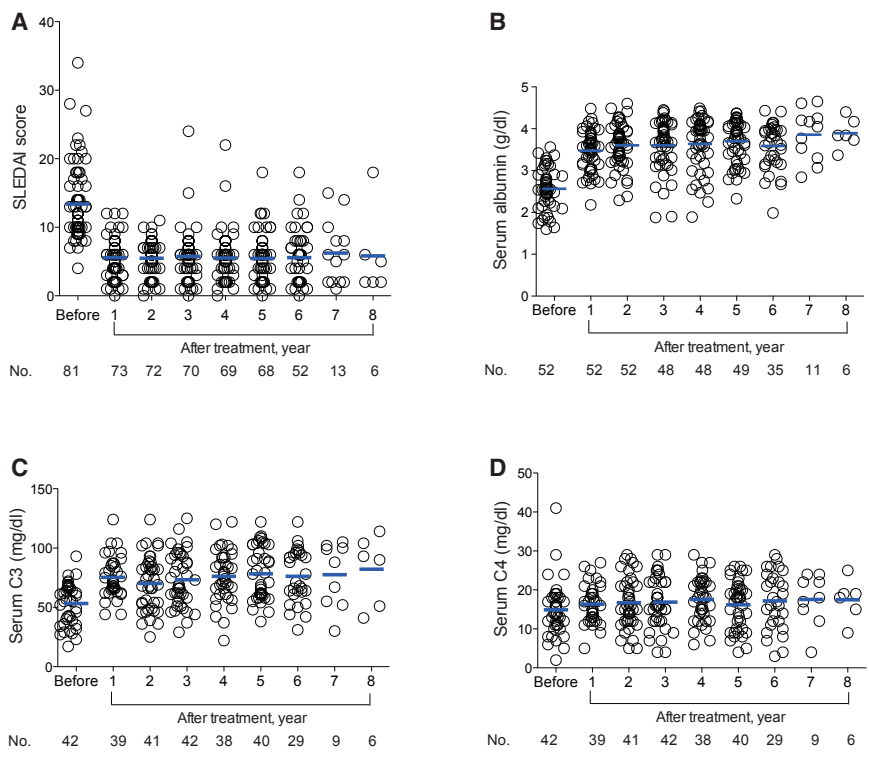 A
SLEDAI score
40
30
20
10
0
Before 1 2 3 4 5 6 7 8
After treatment, year
No. 81 73 72 70 69 68 52 13 6
B
Serum albumin (g/dl)
5
4
3
2
1
0
Before 1 2 3 4 5 6 7 8
After treatment, year
No. 52 52 52 48 48 49 35 11 6
C
Serum C3 (mg/dl)
150
100
50
0
Before 1 2 3 4 5 6 7 8
After treatment, year
No. 42 39 41 42 38 40 29 9 6
D
Serum C4 (mg/dl)
50
40
30
20
10
0
Before 1 2 3 4 5 6 7 8
After treatment, year
No. 42 39 41 42 38 40 29 9 6